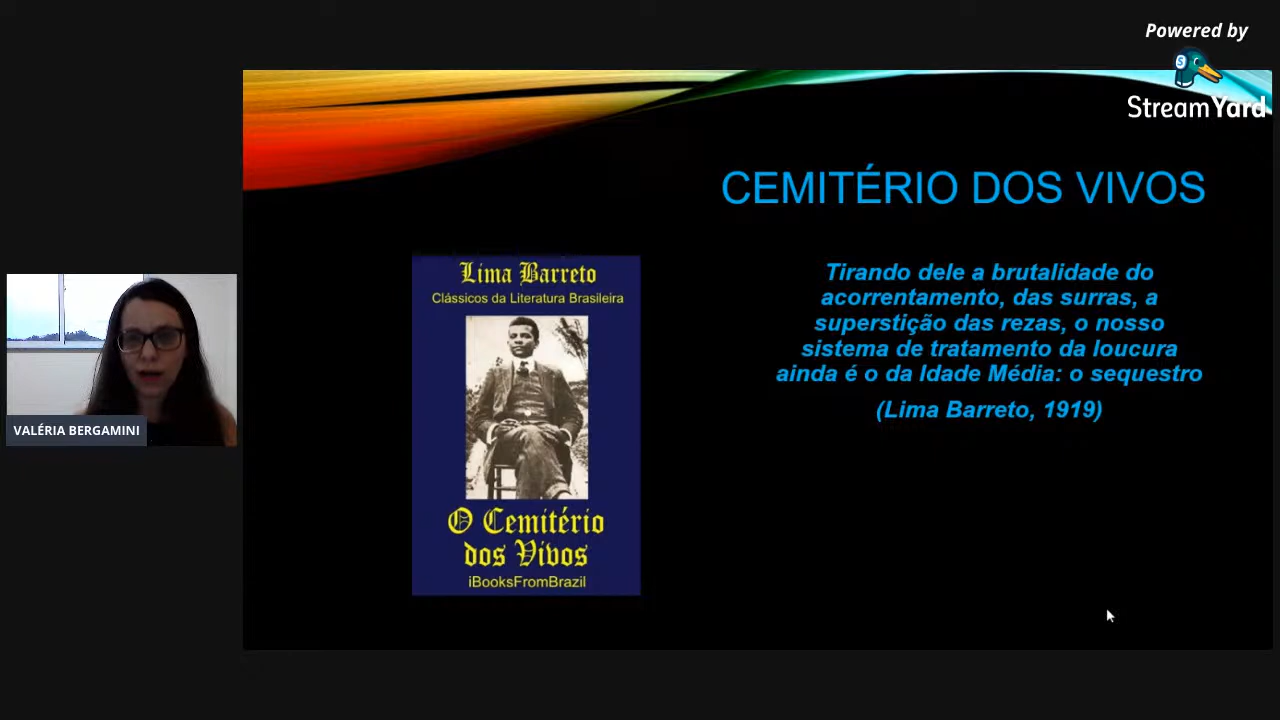 Powered by
StreamYard
CEMITÉRIO DOS VIVOS
Lima Barreto
Clássicos da Literatura Brasileira
O Cemitério
dos Vivos
iBooksFromBrazil
Tirando dele a brutalidade do
acorrentamento, das surras, a
superstição das rezas, o nosso
sistema de tratamento da loucura
ainda é o da Idade Média: o sequestro
(Lima Barreto, 1919)
VALÉRIA BERGAMINI